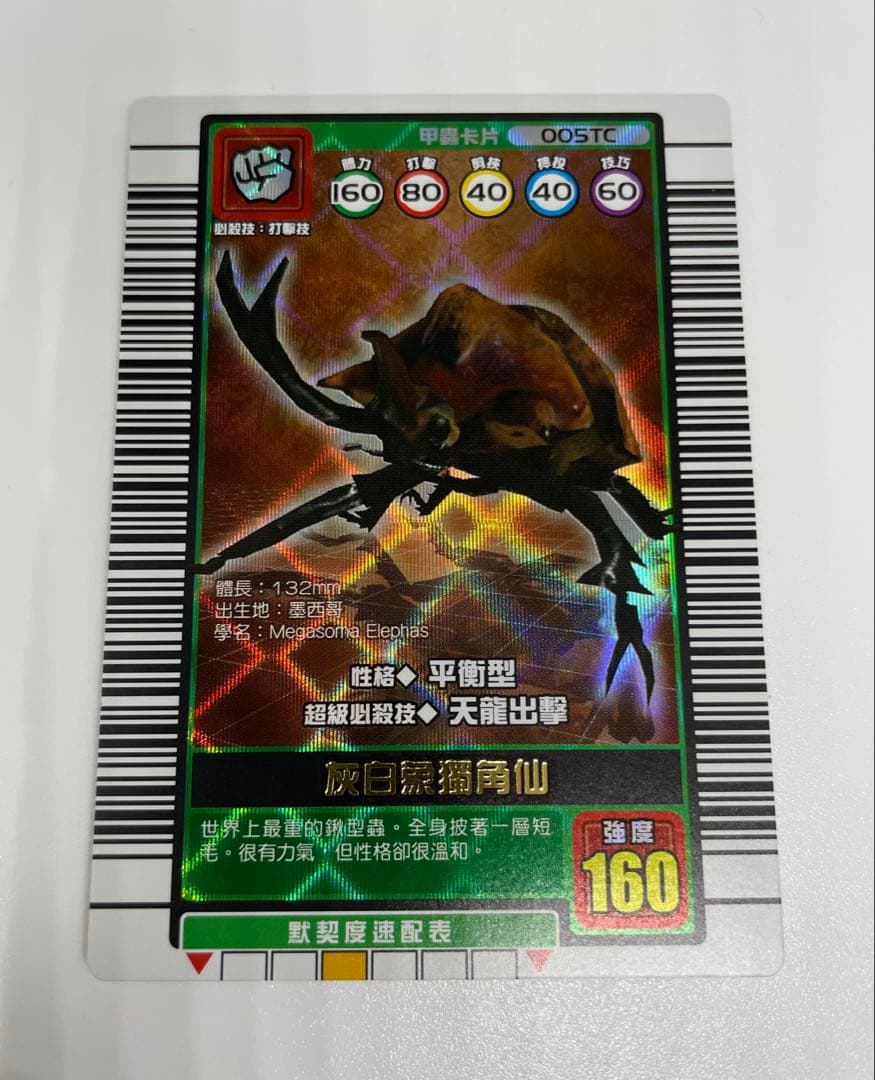 甲蟲卡片 005TC
體力 打擊 剪挾 摔投 技巧
160 80 40 40 60
必殺技：打擊技
體長：132mm
出生地：墨西哥
學名：Megasoma Elephas
性格◆ 平衡型
超級必殺技◆ 天龍出擊
灰白象獨角仙
世界上最重的鍬型蟲。全身披著一層短
毛。很有力氣，但性格卻很溫和。
強度
160
默契度速配表